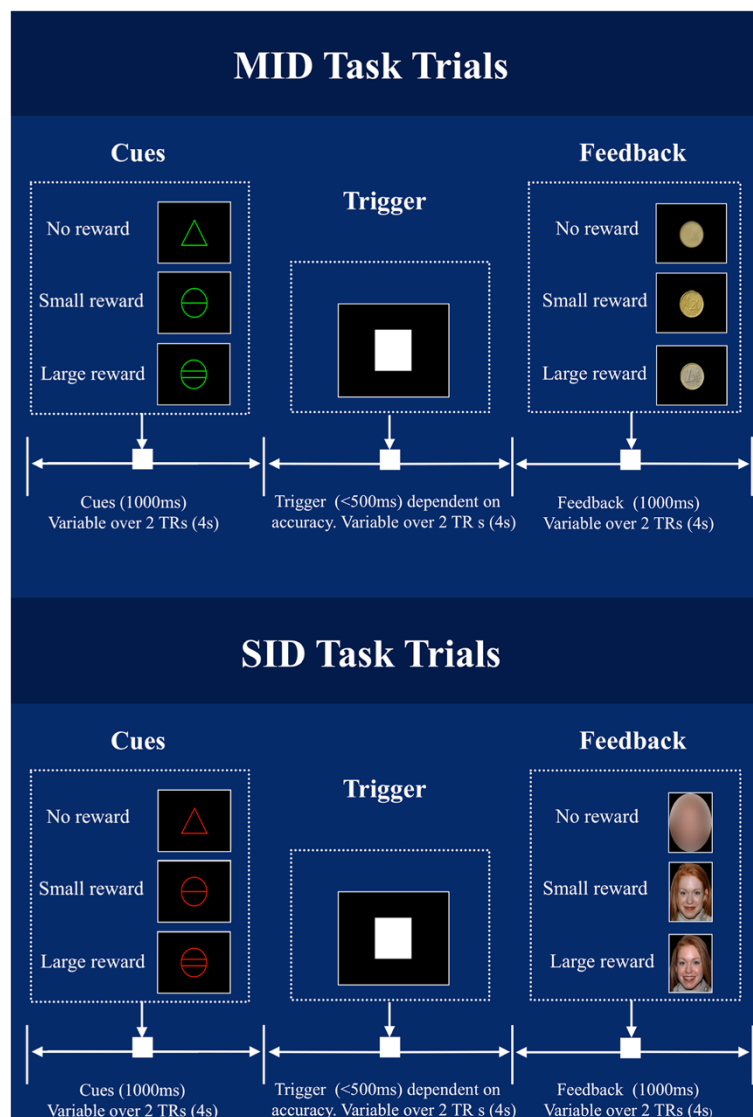 MID Task Trials
Cues
No reward
Small reward
Large reward
Trigger
Feedback
No reward
Small reward
Large reward
Cues (1000ms)
Variable over 2 TRs (4s)
Trigger (<500ms) dependent on
accuracy. Variable over 2 TR s (4s)
Feedback (1000ms)
Variable over 2 TRs (4s)
SID Task Trials
Cues
No reward
Small reward
Large reward
Trigger
Feedback
No reward
Small reward
Large reward
Cues (1000ms)
Variable over 2 TRs (4s)
Trigger (<500ms) dependent on
accuracy. Variable over 2 TR s (4s)
Feedback (1000ms)
Variable over 2 TRs (4s)